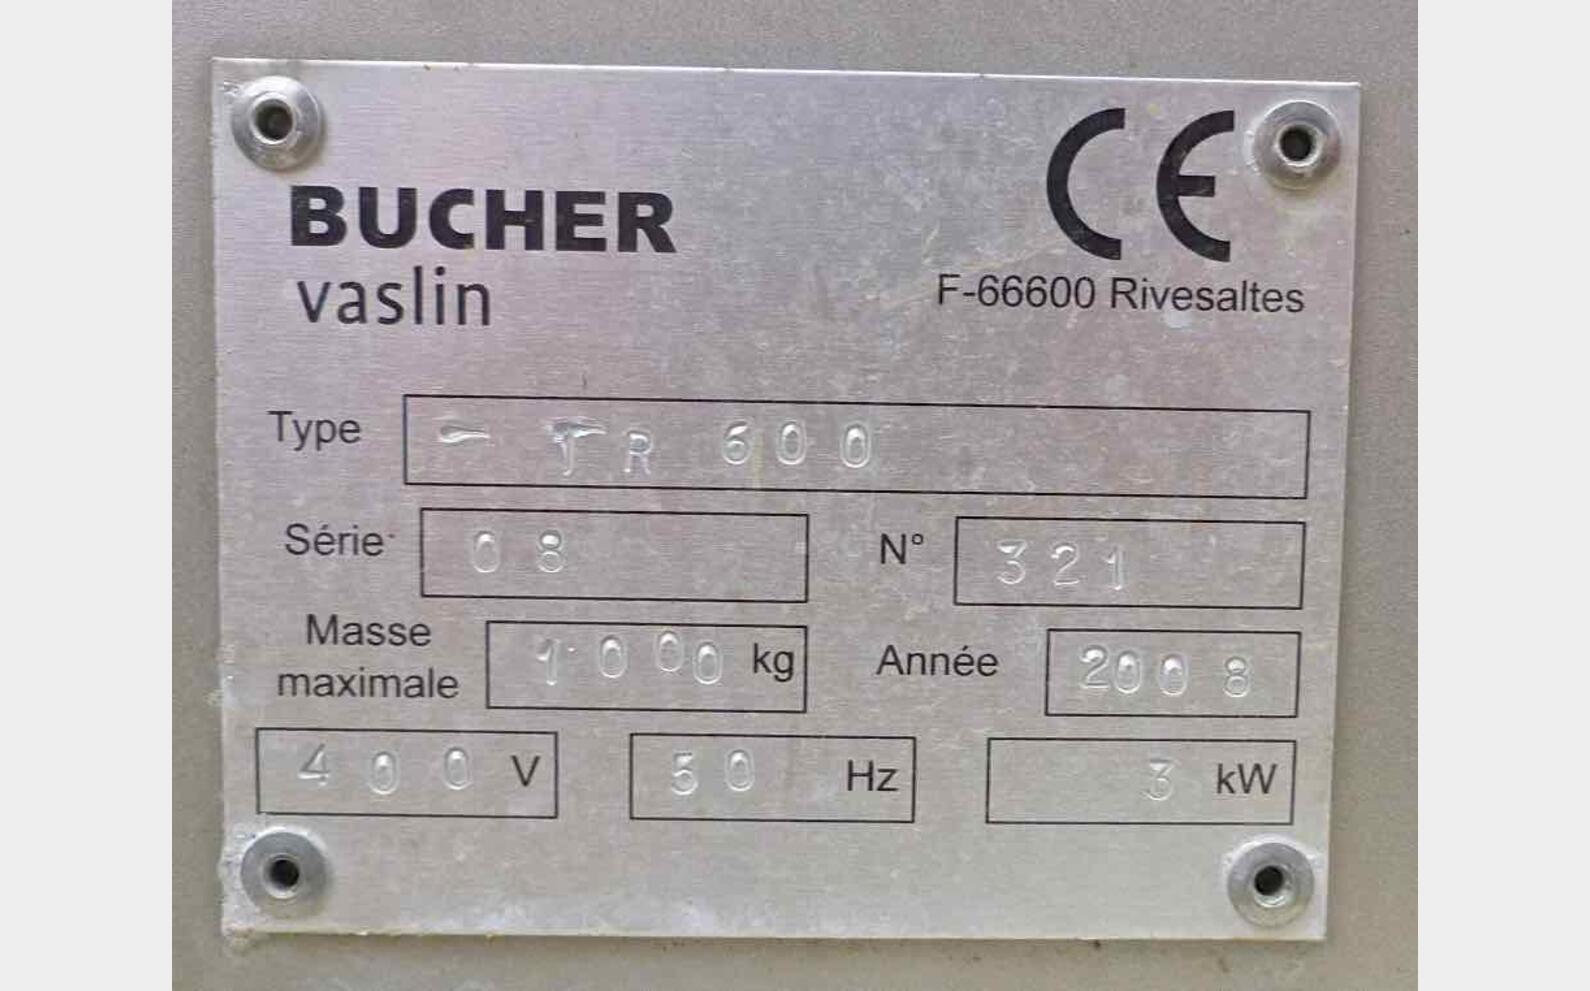 BUCHER
vaslin
CE
F-66600 Rivesaltes
Type - TR 600
Série 08 N° 321
Masse maximale 1000 kg Année 2008
400 V 50 Hz 3 kW